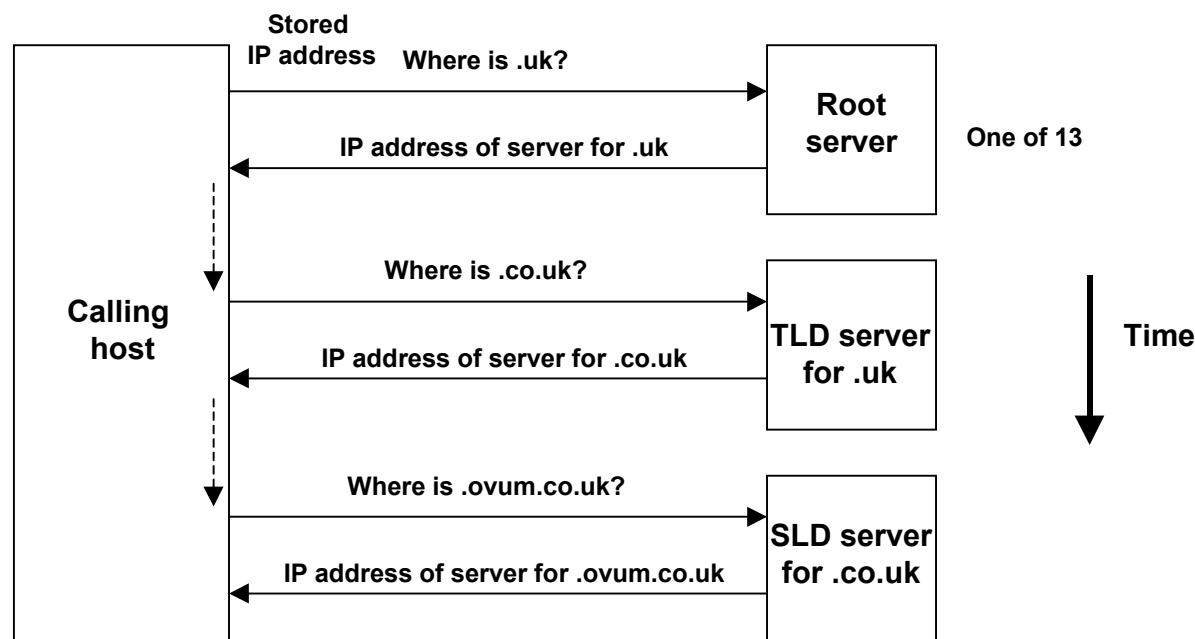 Stored
IP address
Where is .uk?
Root
server
One of 13
IP address of server for .uk
Where is .co.uk?
Calling
host
TLD server
for .uk
Time
IP address of server for .co.uk
Where is .ovum.co.uk?
SLD server
for .co.uk
IP address of server for .ovum.co.uk